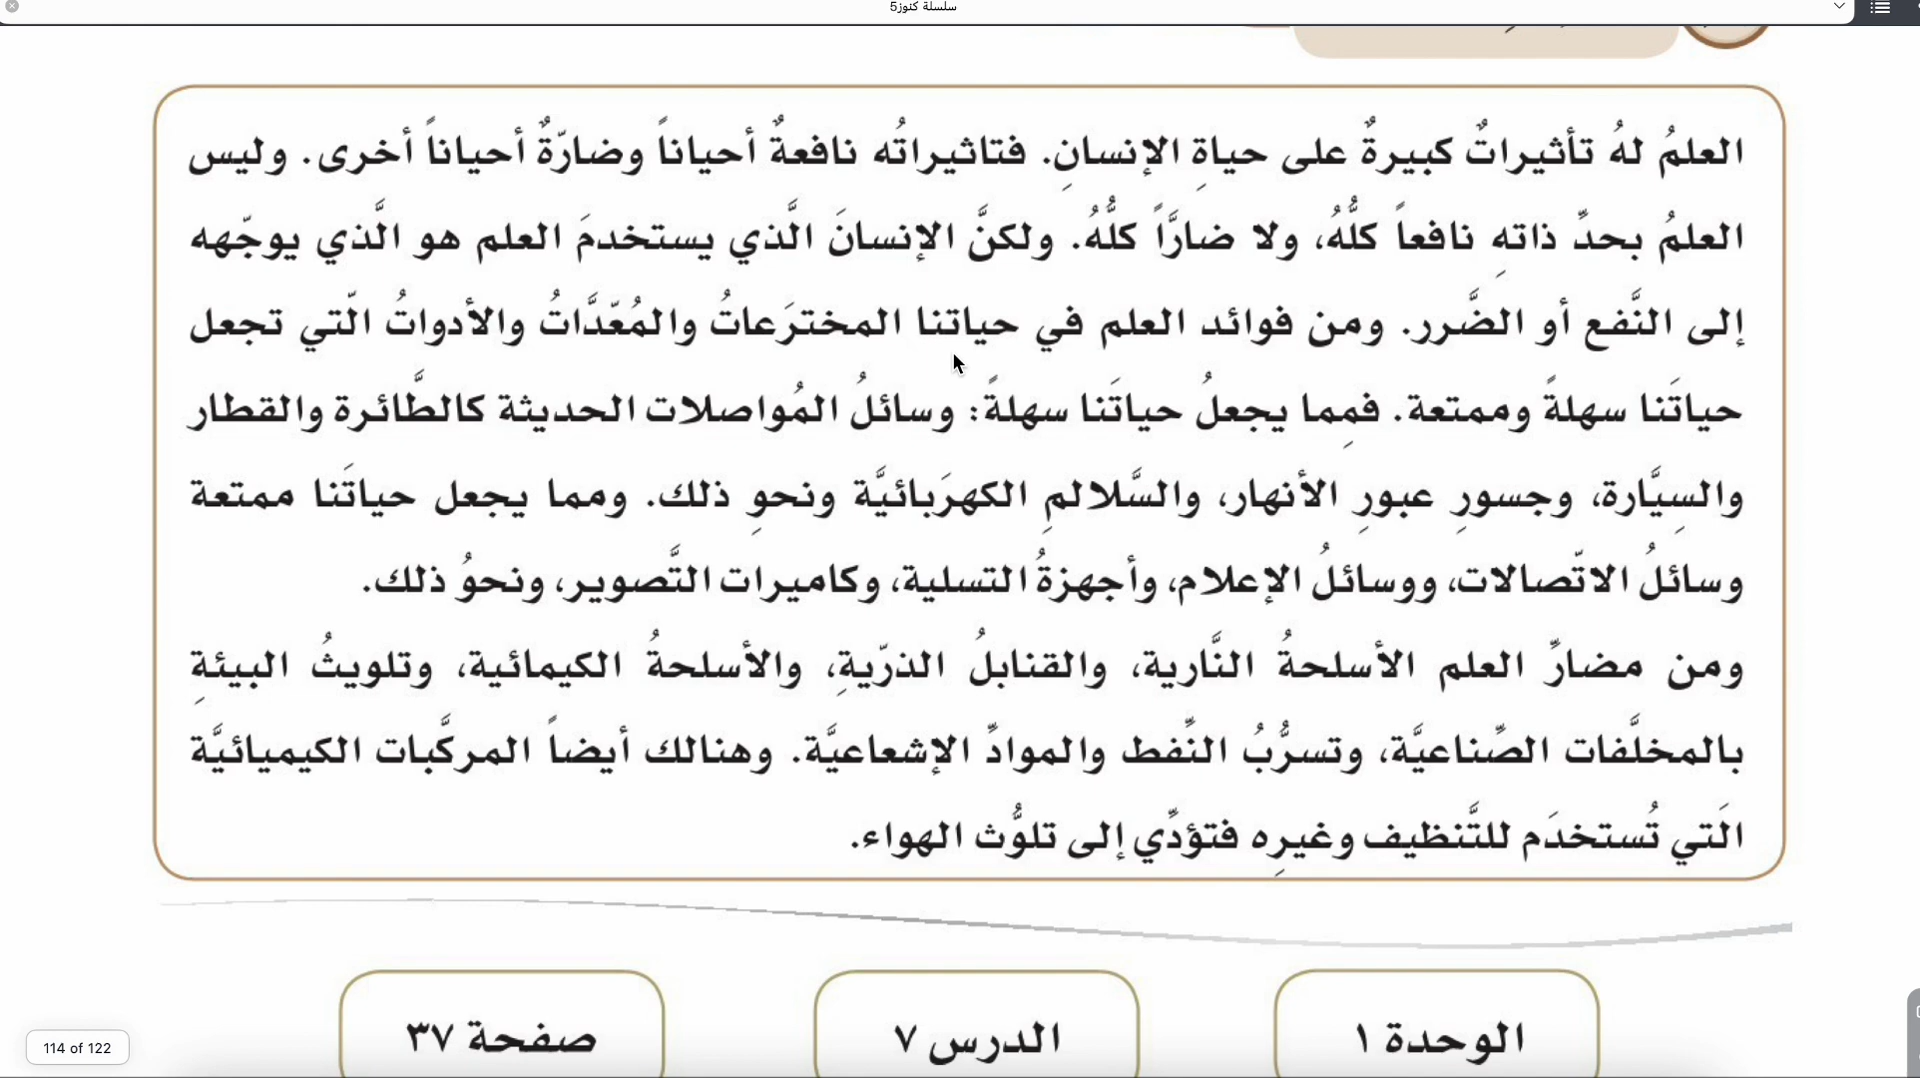 سلسلة كنوز5
العلمُ لهُ تأثيراتٌ كبيرةٌ على حياةِ الإنسانِ. فتاثيراتُه نافعةٌ أحياناً وضارّةٌ أحياناً أخرى. وليس
العلمُ بحدِّ ذاتهِ نافعاً كلُّهُ، ولا ضارَّاً كلُّهُ. ولكنَّ الإنسانَ الَّذي يستخدمَ العلم هو الَّذي يوجّهه
إلى النَّفع أو الضَّرر. ومن فوائد العلم في حياتنا المخترَعاتُ والمُعّدَّاتُ والأدواتُ الّتي تجعل
حياتَنا سهلةً وممتعة. فمِما يجعلُ حياتَنا سهلةً: وسائلُ المُواصلات الحديثة كالطَّائرة والقطار
والسِيَّارة، وجسورِ عبورِ الأنهار، والسَّلالمِ الكهرَبائيَّة ونحوِ ذلك. ومما يجعل حياتَنا ممتعة
وسائلُ الاتّصالات، ووسائلُ الإعلام، وأجهزةُ التسلية، وكاميرات التَّصوير، ونحوُ ذلك.
ومن مضارِّ العلم الأسلحةُ النَّارية، والقنابلُ الذرّيةِ، والأسلحةُ الكيمائية، وتلويثُ البيئةِ
بالمخلَّفات الصِّناعيَّة، وتسرُّبُ النِّفط والموادِّ الإشعاعيَّة. وهنالك أيضاً المركَّبات الكيميائيَّة
الَتي تُستخدَم للتَّنظيف وغيرِه فتؤدِّي إلى تلوُّث الهواء.
الوحدة ١
الدرس ٧
صفحة ٣٧
114 of 122